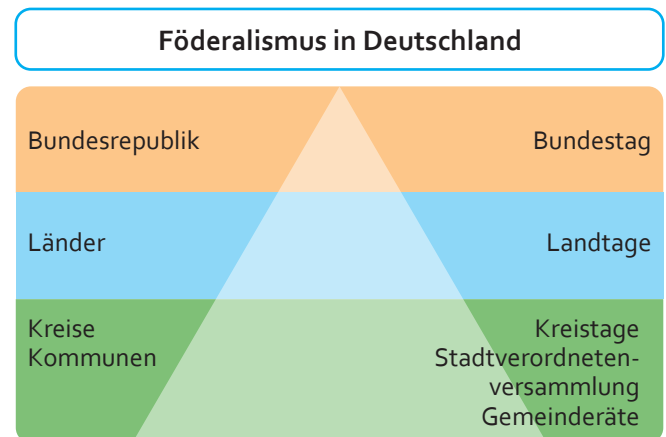 Föderalismus in Deutschland
Bundesrepublik
Bundestag
Länder
Landtage
Kreise
Kommunen
Kreistage
Stadtverordneten-
versammlung
Gemeinderäte